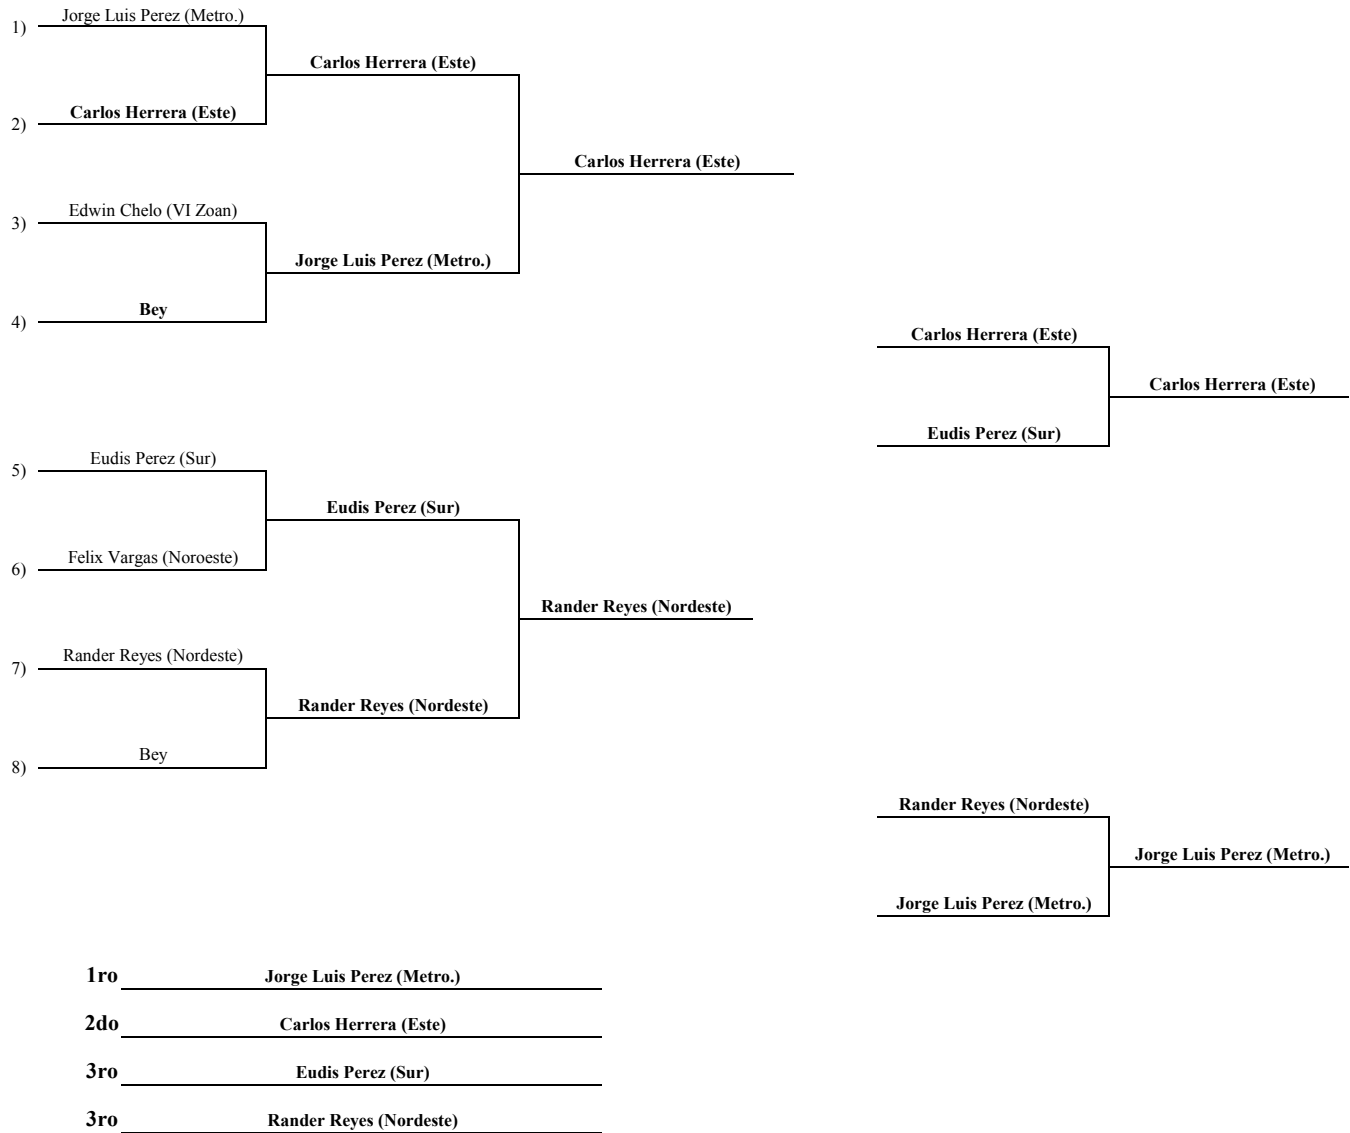 1) Jorge Luis Perez (Metro.)
Carlos Herrera (Este)
2) Carlos Herrera (Este)
Carlos Herrera (Este)
3) Edwin Chelo (VI Zoan)
Jorge Luis Perez (Metro.)
4) Bey
Carlos Herrera (Este)
Carlos Herrera (Este)
Eudis Perez (Sur)
5) Eudis Perez (Sur)
Eudis Perez (Sur)
6) Felix Vargas (Noroeste)
Rander Reyes (Nordeste)
7) Rander Reyes (Nordeste)
Rander Reyes (Nordeste)
8) Bey
Rander Reyes (Nordeste)
Jorge Luis Perez (Metro.)
Jorge Luis Perez (Metro.)
1ro Jorge Luis Perez (Metro.)
2do Carlos Herrera (Este)
3ro Eudis Perez (Sur)
3ro Rander Reyes (Nordeste)